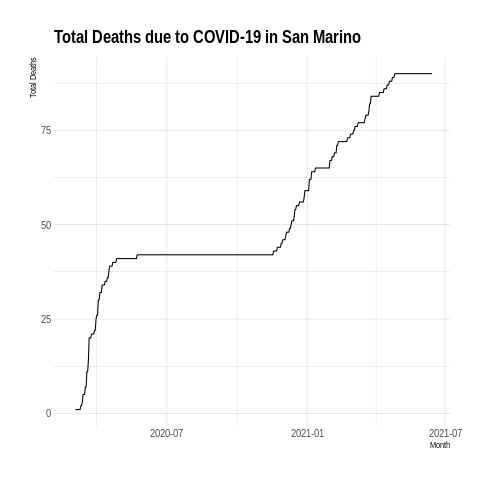 Total Deaths due to COVID-19 in San Marino
Total Deaths
75
50
25
0
2020-07
2021-01
2021-07
Month